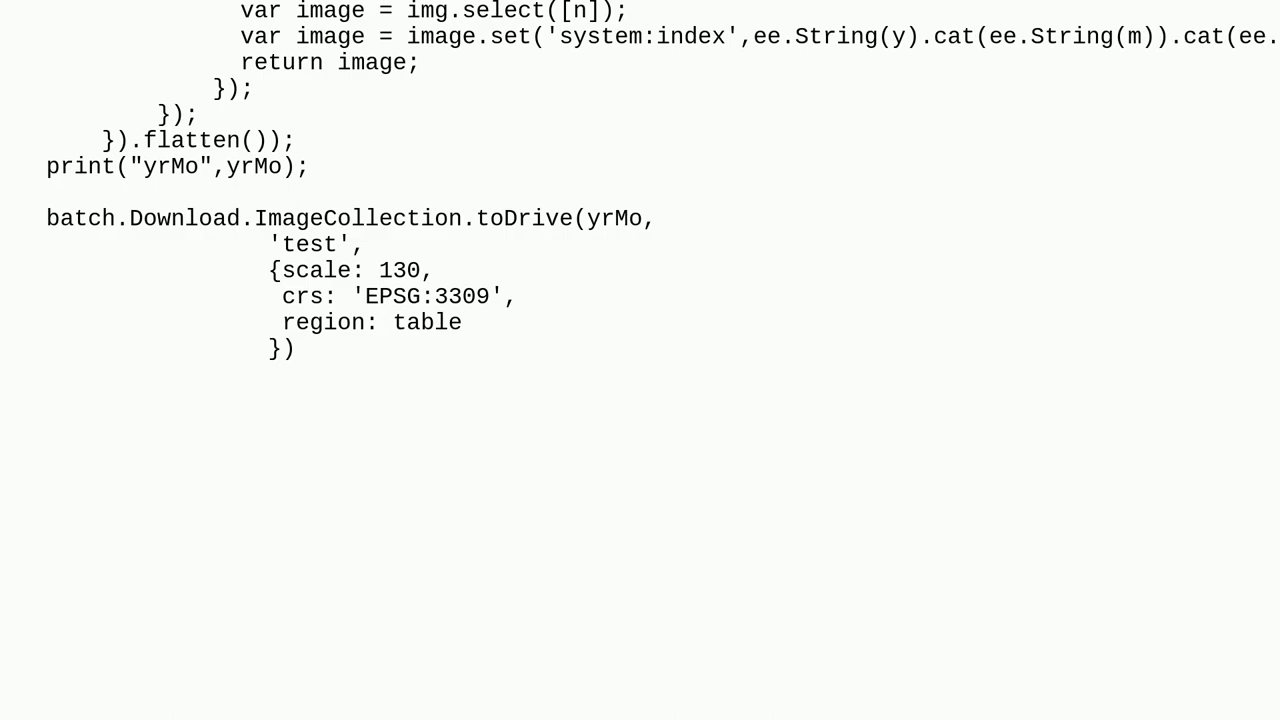 var image = img.select([n]);
var image = image.set('system:index',ee.String(y).cat(ee.String(m)).cat(ee.
return image;
});
});
}).flatten());
print("yrMo",yrMo);
batch.Download.ImageCollection.toDrive(yrMo,
'test',
{scale: 130,
crs: 'EPSG:3309',
region: table
})